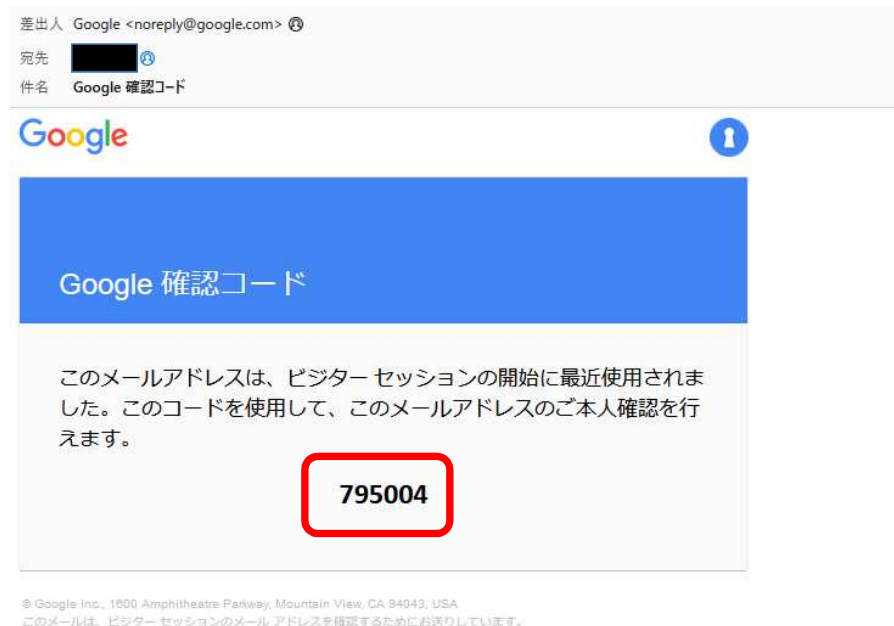 差出人 Google <noreply@google.com>
宛先
件名 Google 確認コード
Google
Google 確認コード
このメールアドレスは、ビジター セッションの開始に最近使用されま
した。このコードを使用して、このメールアドレスのご本人確認を行
えます。
795004
© Google Inc., 1600 Amphitheatre Parkway, Mountain View, CA 94043, USA
このメールは、ビジター セッションのメール アドレスを確認するためにお送りしています。